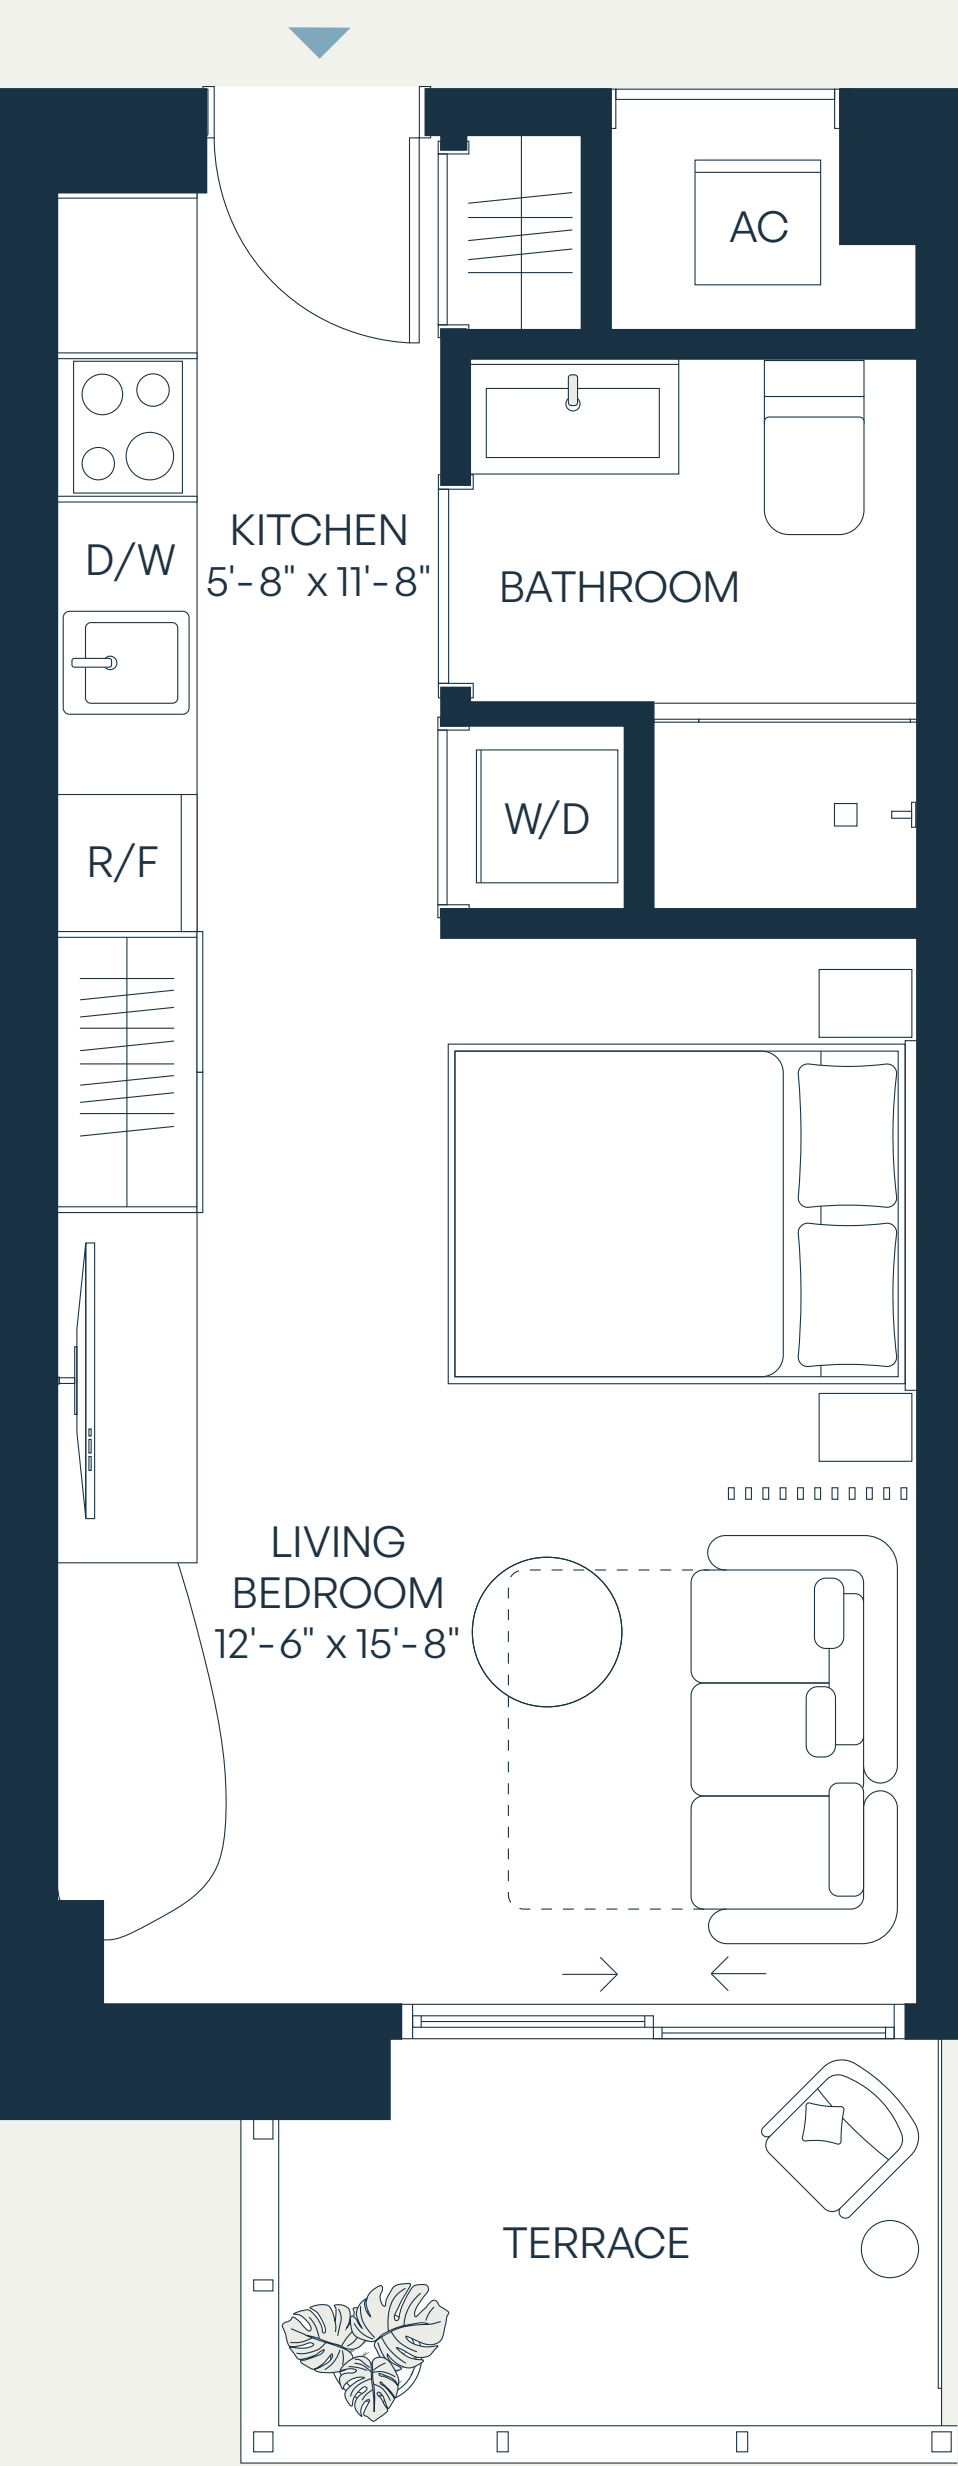 AC
KITCHEN
5'-8" x 11'-8"
D/W
BATHROOM
W/D
R/F
LIVING
BEDROOM
12'-6" x 15'-8"
TERRACE